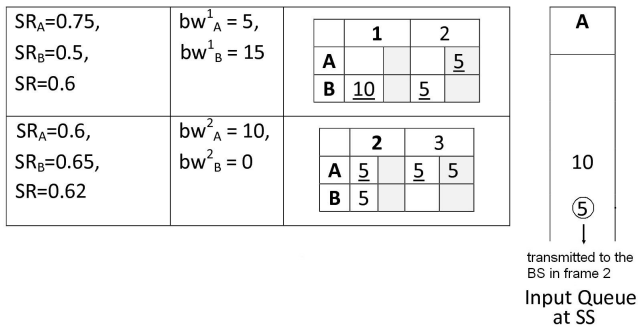 SRA=0.75,
SRB=0.5,
SR=0.6
bw¹A = 5,
bw¹B = 15
1 2
A 5
B 10 5
SRA=0.6,
SRB=0.65,
SR=0.62
bw²A = 10,
bw²B = 0
2 3
A 5 5 5
B 5
A
10
5
transmitted to the
BS in frame 2
Input Queue
at SS